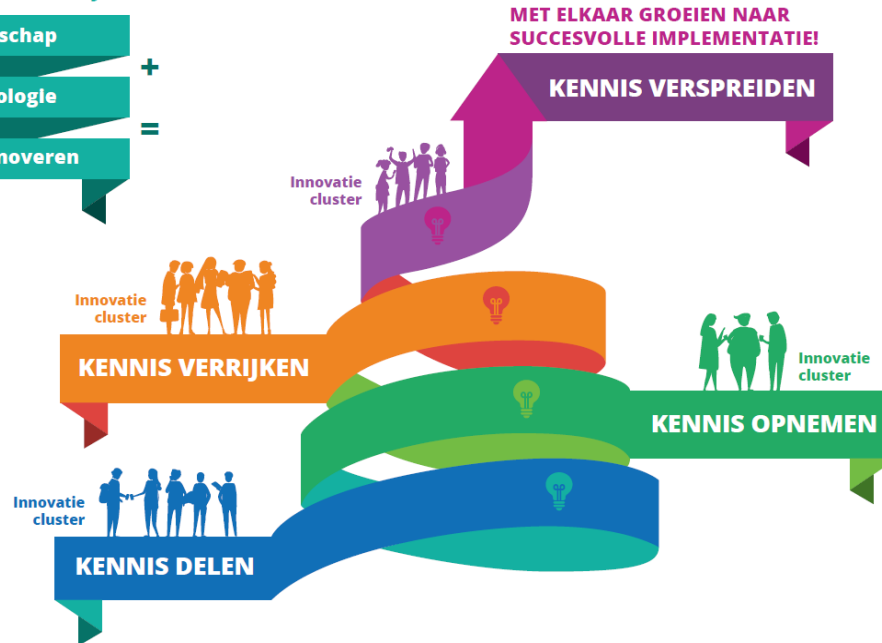 schap
+
ologie
=
noveren
MET ELKAAR GROEIEN NAAR
SUCCESVOLLE IMPLEMENTATIE!
KENNIS VERSPREIDEN
Innovatie
cluster
Innovatie
cluster
KENNIS VERRIJKEN
Innovatie
cluster
KENNIS OPNEMEN
Innovatie
cluster
KENNIS DELEN